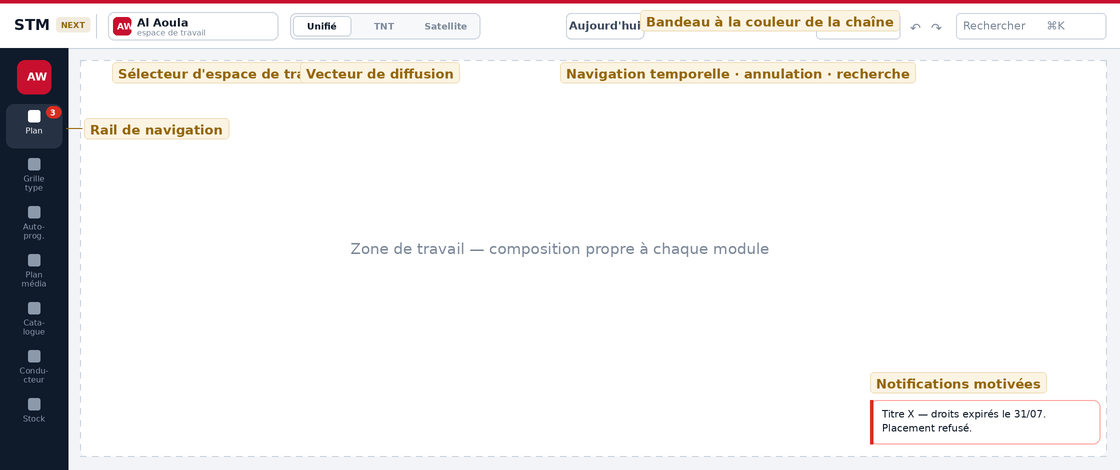 STM NEXT
AW Al Aoula
espace de travail
Unifié TNT Satellite
Aujourd'hui
Bandeau à la couleur de la chaîne
↶ ↷
Rechercher ⌘K
Sélecteur d'espace de tra
Vecteur de diffusion
Navigation temporelle · annulation · recherche
AW
3
Plan
Rail de navigation
Grille
type
Auto-
prog.
Plan
média
Cata-
logue
Condu-
cteur
Stock
Zone de travail — composition propre à chaque module
Notifications motivées
Titre X — droits expirés le 31/07.
Placement refusé.